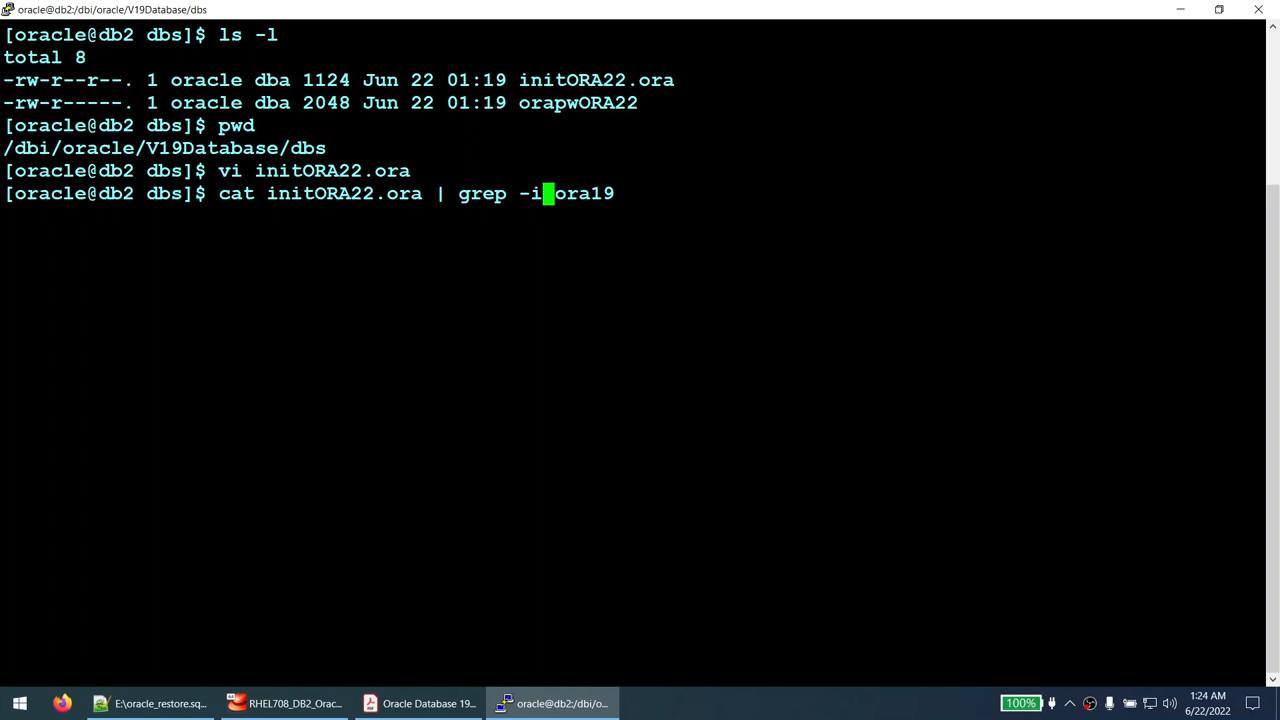 oracle@db2:/dbi/oracle/V19Database/dbs
[oracle@db2 dbs]$ ls -l
total 8
-rw-r--r--. 1 oracle dba 1124 Jun 22 01:19 initORA22.ora
-rw-r-----. 1 oracle dba 2048 Jun 22 01:19 orapwORA22
[oracle@db2 dbs]$ pwd
/dbi/oracle/V19Database/dbs
[oracle@db2 dbs]$ vi initORA22.ora
[oracle@db2 dbs]$ cat initORA22.ora | grep -i ora19
E:\oracle_restore.sq...
RHEL708_DB2_Orac...
Oracle Database 19...
oracle@db2:/dbi/o...
100%
1:24 AM
6/22/2022